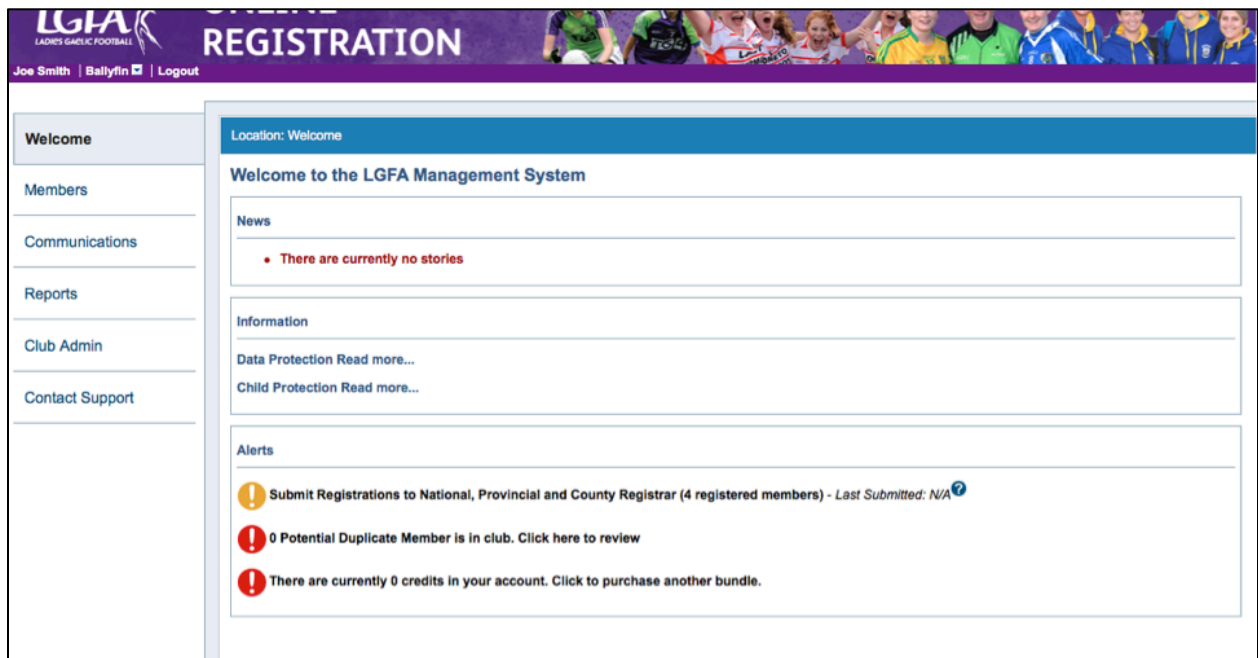 LGFA
LADIES GAELIC FOOTBALL
ONLINE
REGISTRATION
Joe Smith | Ballyfin | Logout
Welcome
Members
Communications
Reports
Club Admin
Contact Support
Location: Welcome
Welcome to the LGFA Management System
News
• There are currently no stories
Information
Data Protection Read more...
Child Protection Read more...
Alerts
! Submit Registrations to National, Provincial and County Registrar (4 registered members) - Last Submitted: N/A ?
! 0 Potential Duplicate Member is in club. Click here to review
! There are currently 0 credits in your account. Click to purchase another bundle.